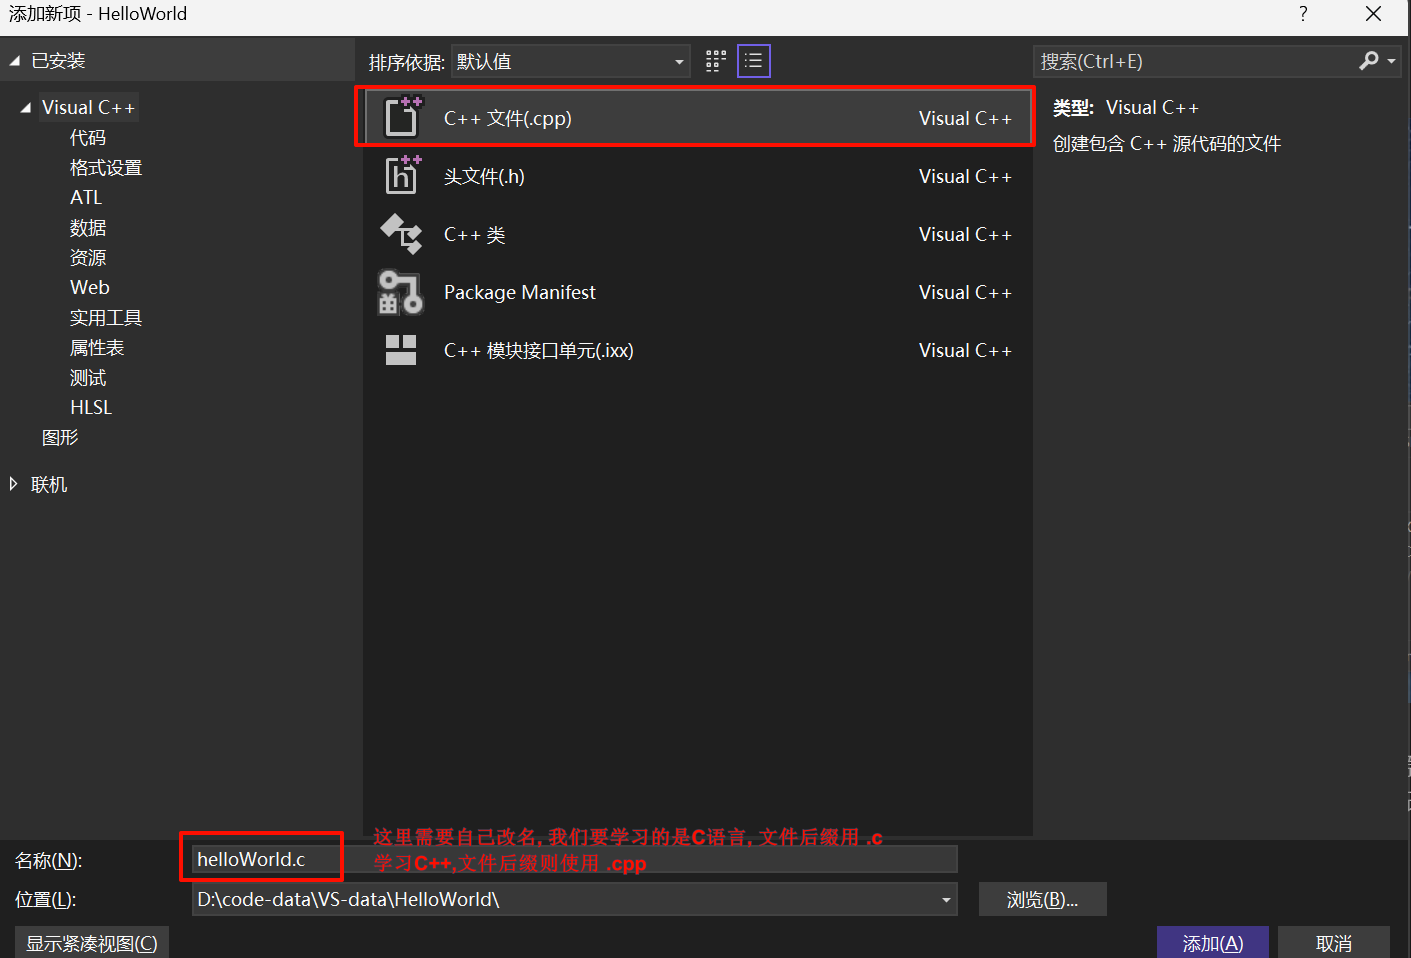 添加新项 - HelloWorld
?
已安装
排序依据: 默认值
搜索(Ctrl+E)
Visual C++
代码
格式设置
ATL
数据
资源
Web
实用工具
属性表
测试
HLSL
图形
联机
C++ 文件(.cpp) Visual C++
头文件(.h) Visual C++
C++ 类 Visual C++
Package Manifest Visual C++
C++ 模块接口单元(.ixx) Visual C++
类型: Visual C++
创建包含 C++ 源代码的文件
这里需要自己改名, 我们要学习的是C语言, 文件后缀用 .c
学习C++,文件后缀则使用 .cpp
名称(N): helloWorld.c
位置(L): D:\code-data\VS-data\HelloWorld\ 浏览(B)...
显示紧凑视图(C) 添加(A) 取消